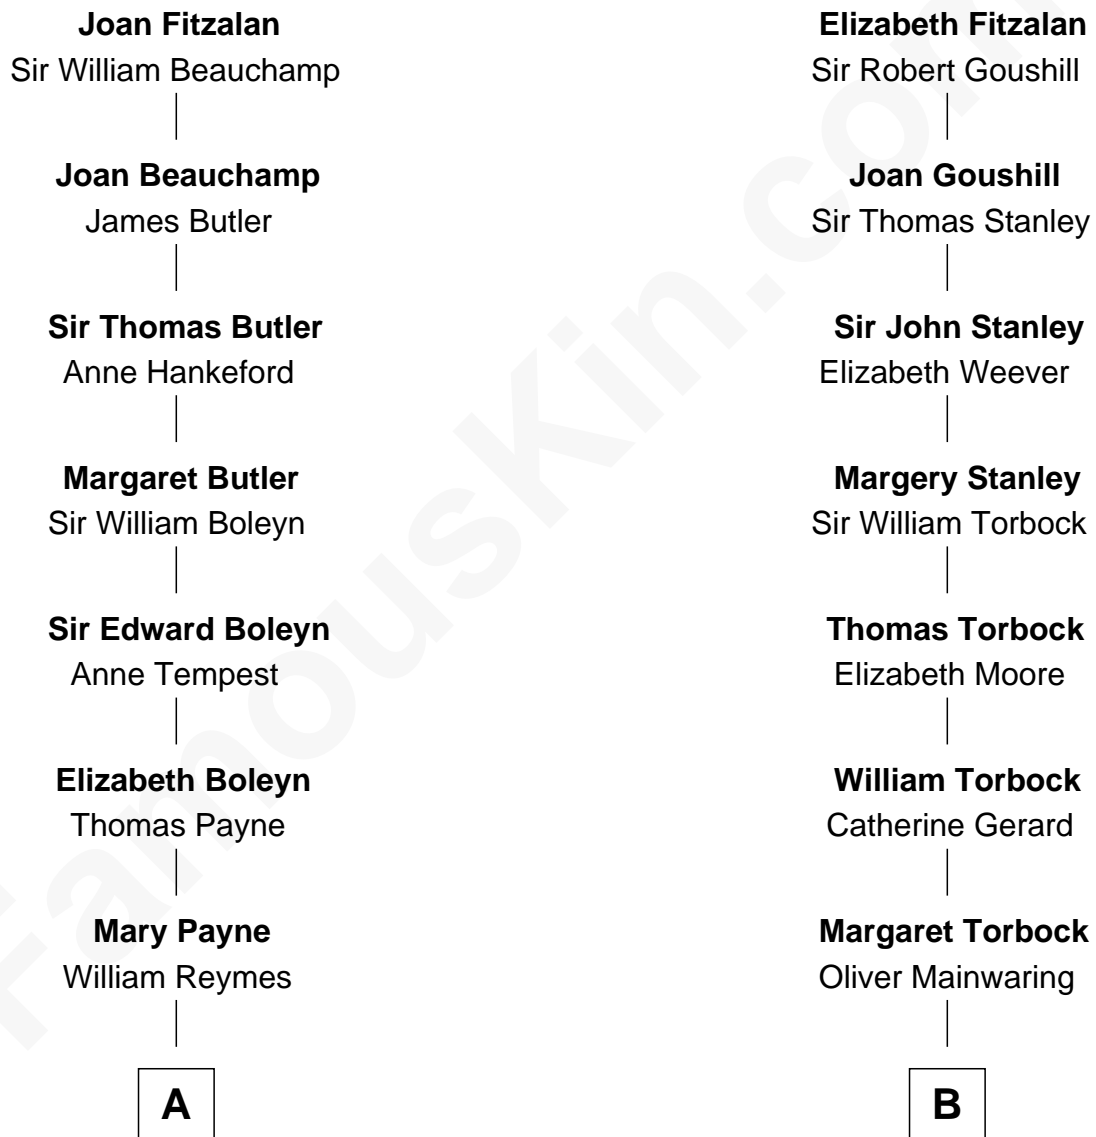 Joan Fitzalan
Sir William Beauchamp
Joan Beauchamp
James Butler
Sir Thomas Butler
Anne Hankeford
Margaret Butler
Sir William Boleyn
Sir Edward Boleyn
Anne Tempest
Elizabeth Boleyn
Thomas Payne
Mary Payne
William Reymes
A
Elizabeth Fitzalan
Sir Robert Goushill
Joan Goushill
Sir Thomas Stanley
Sir John Stanley
Elizabeth Weever
Margery Stanley
Sir William Torbock
Thomas Torbock
Elizabeth Moore
William Torbock
Catherine Gerard
Margaret Torbock
Oliver Mainwaring
B
FamousKin.com